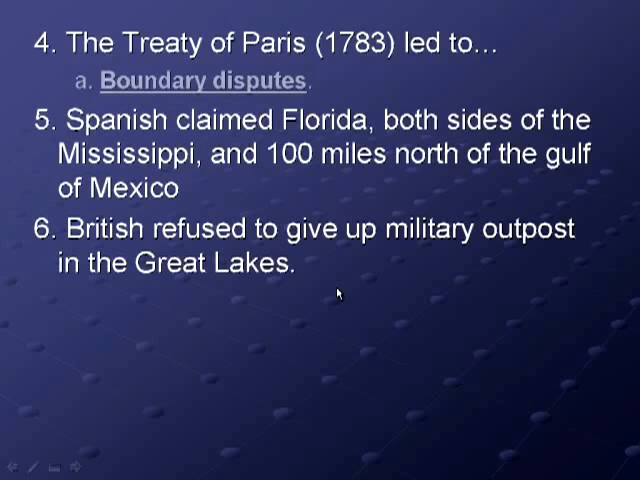 4. The Treaty of Paris (1783) led to…
a. Boundary disputes.
5. Spanish claimed Florida, both sides of the
Mississippi, and 100 miles north of the gulf
of Mexico
6. British refused to give up military outpost
in the Great Lakes.